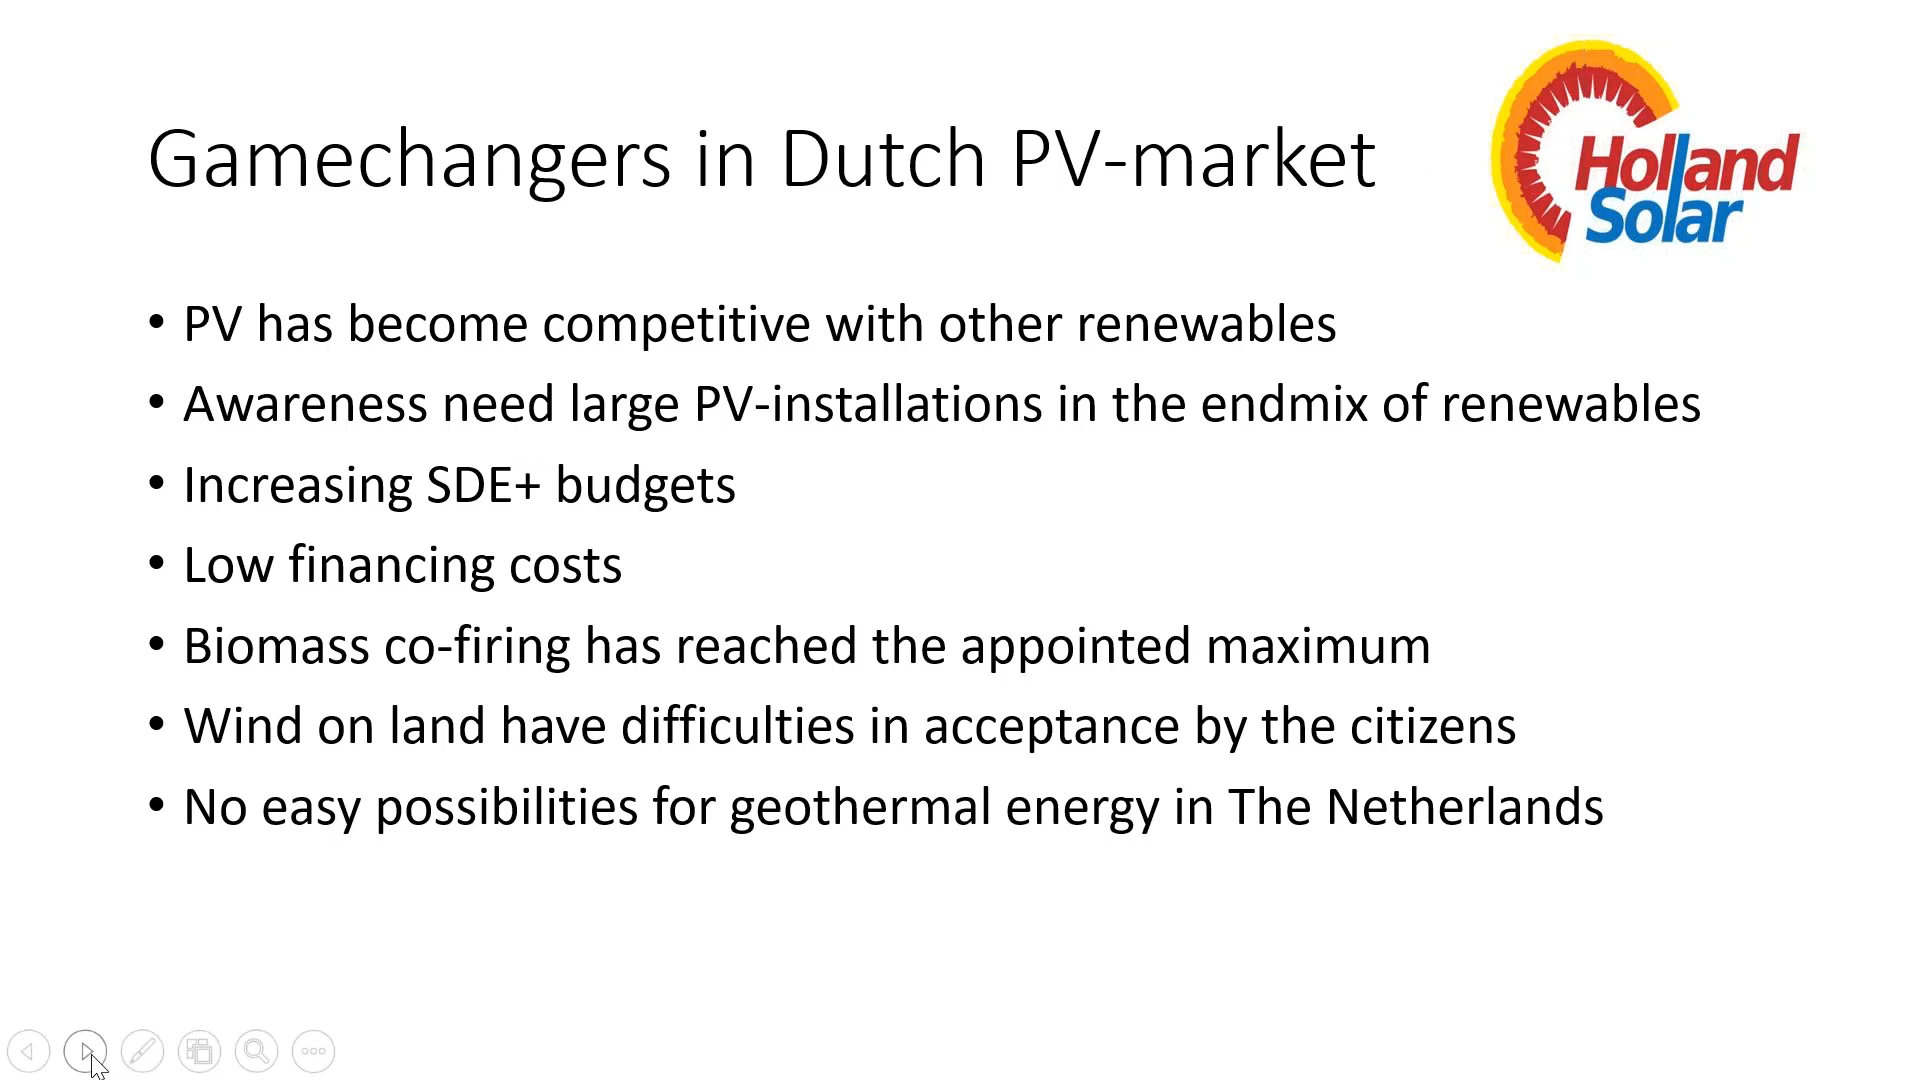 Gamechangers in Dutch PV-market
Holland
Solar
• PV has become competitive with other renewables
• Awareness need large PV-installations in the endmix of renewables
• Increasing SDE+ budgets
• Low financing costs
• Biomass co-firing has reached the appointed maximum
• Wind on land have difficulties in acceptance by the citizens
• No easy possibilities for geothermal energy in The Netherlands